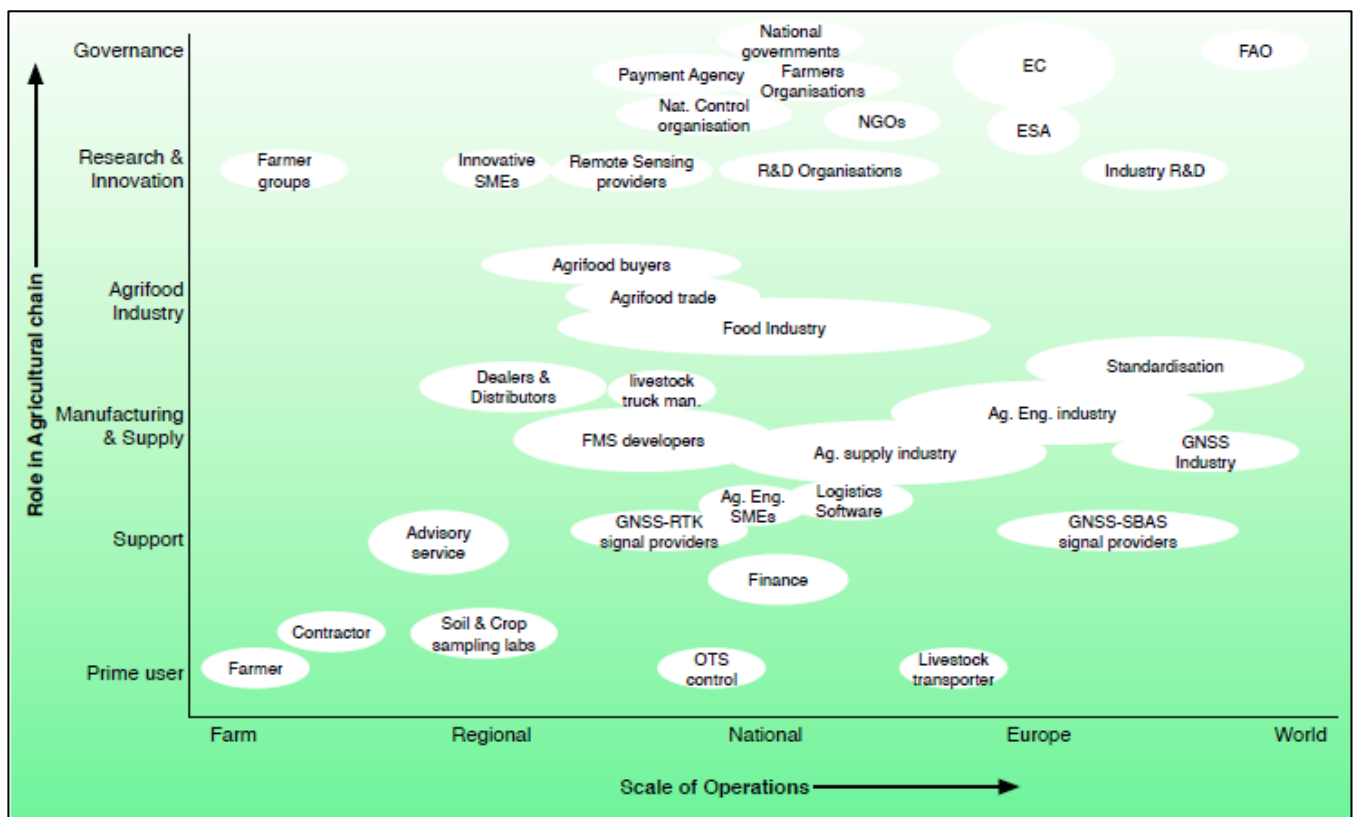 Governance
National
governments
EC
FAO
Payment Agency
Farmers
Organisations
Nat. Control
organisation
NGOs
ESA
Research &
Innovation
Farmer
groups
Innovative
SMEs
Remote Sensing
providers
R&D Organisations
Industry R&D
Agrifood
Industry
Agrifood buyers
Agrifood trade
Food Industry
Standardisation
Dealers &
Distributors
livestock
truck man.
Manufacturing
& Supply
FMS developers
Ag. Eng. industry
Ag. supply industry
GNSS
Industry
Ag. Eng.
SMEs
Logistics
Software
Support
Advisory
service
GNSS-RTK
signal providers
GNSS-SBAS
signal providers
Finance
Contractor
Soil & Crop
sampling labs
Prime user
Farmer
OTS
control
Livestock
transporter
Role in Agricultural chain
Farm
Regional
National
Europe
World
Scale of Operations